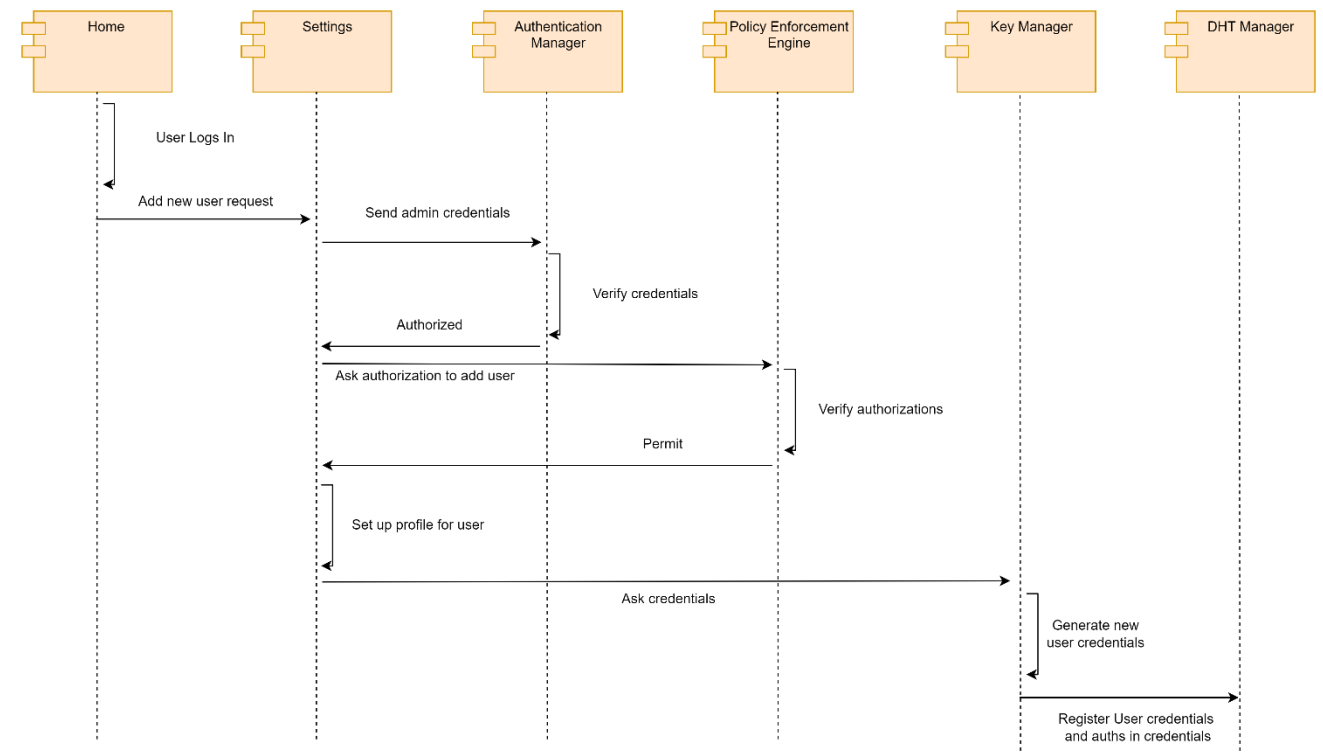 Home
Settings
Authentication
Manager
Policy Enforcement
Engine
Key Manager
DHT Manager
User Logs In
Add new user request
Send admin credentials
Verify credentials
Authorized
Ask authorization to add user
Verify authorizations
Permit
Set up profile for user
Ask credentials
Generate new
user credentials
Register User credentials
and auths in credentials